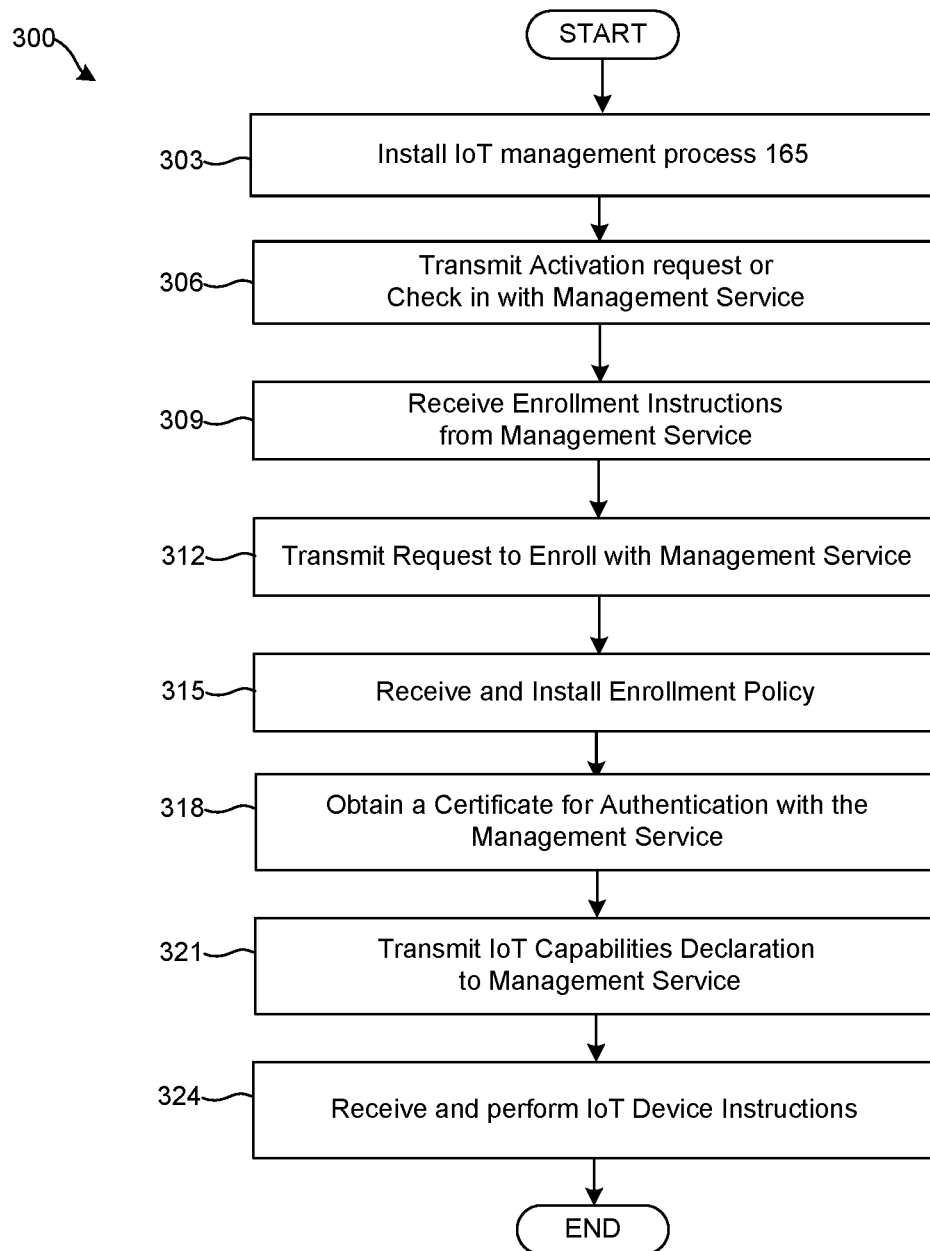 300
START
303
Install IoT management process 165
306
Transmit Activation request or
Check in with Management Service
309
Receive Enrollment Instructions
from Management Service
312
Transmit Request to Enroll with Management Service
315
Receive and Install Enrollment Policy
318
Obtain a Certificate for Authentication with the
Management Service
321
Transmit IoT Capabilities Declaration
to Management Service
324
Receive and perform IoT Device Instructions
END